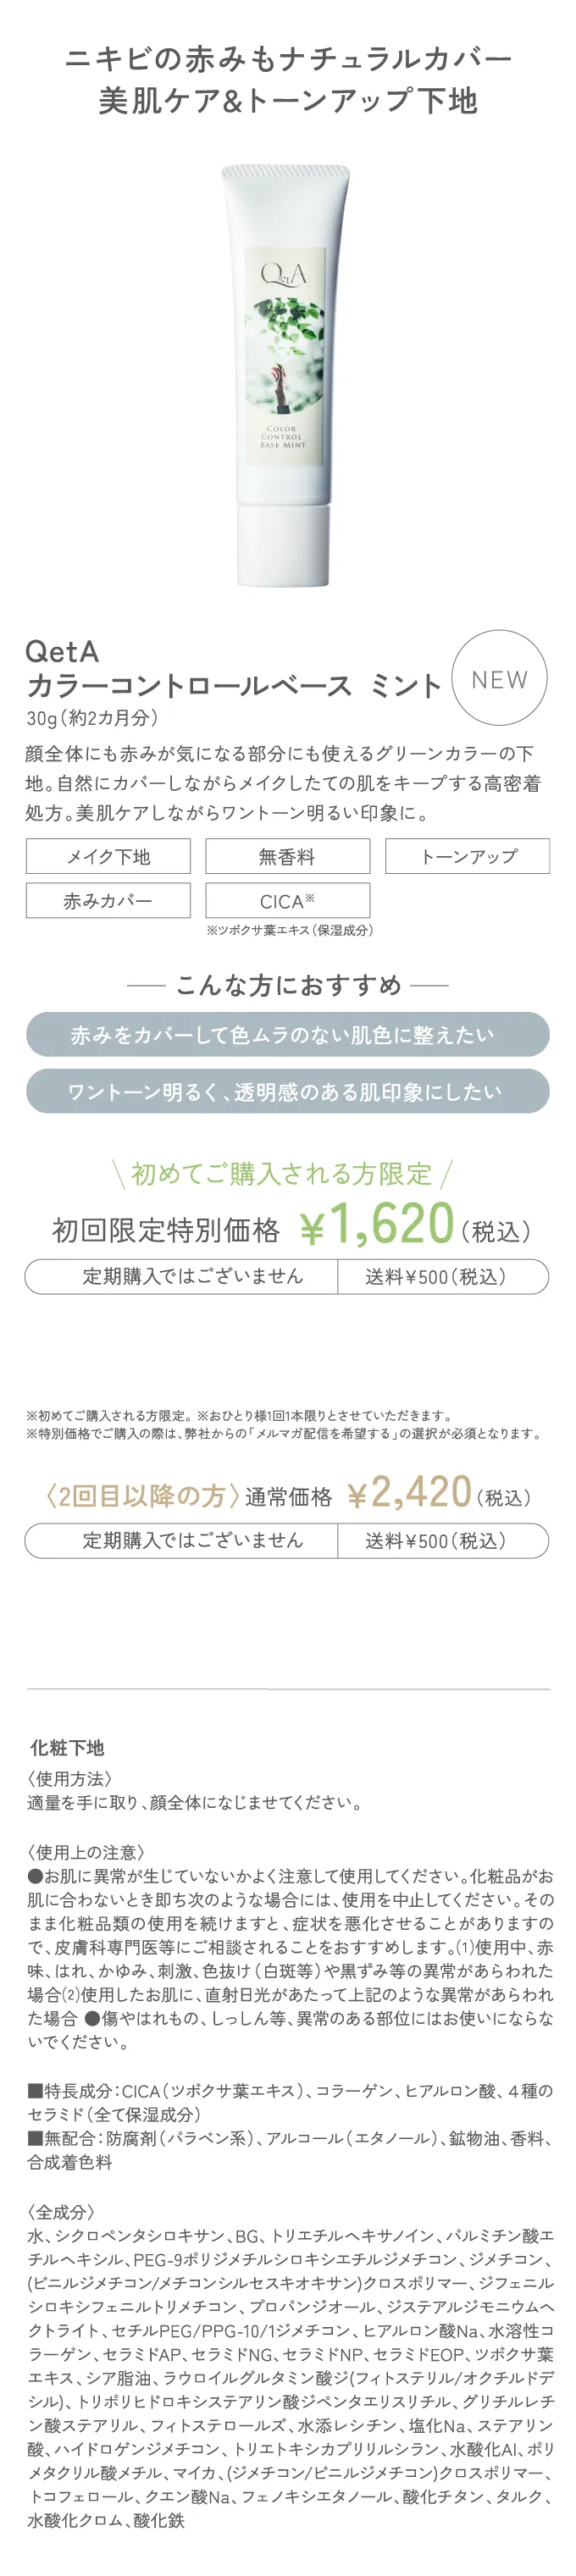 ニキビの赤みもナチュラルカバー
美肌ケア&トーンアップ下地
QetA
COLOR
CONTROL
BASE MINT
QetA
カラーコントロールベース ミント
NEW
30g(約2カ月分)
顔全体にも赤みが気になる部分にも使えるグリーンカラーの下
地。自然にカバーしながらメイクしたての肌をキープする高密着
処方。美肌ケアしながらワントーン明るい印象に。
メイク下地 無香料 トーンアップ
赤みカバー CICA※
※ツボクサ葉エキス(保湿成分)
こんな方におすすめ
赤みをカバーして色ムラのない肌色に整えたい
ワントーン明るく、透明感のある肌印象にしたい
\ 初めてご購入される方限定 /
初回限定特別価格 ¥1,620(税込)
定期購入ではございません 送料¥500(税込)
※初めてご購入される方限定。※おひとり様1回1本限りとさせていただきます。
※特別価格でご購入の際は、弊社からの「メルマガ配信を希望する」の選択が必須となります。
〈2回目以降の方〉通常価格 ¥2,420(税込)
定期購入ではございません 送料¥500(税込)
化粧下地
〈使用方法〉
適量を手に取り、顔全体になじませてください。
〈使用上の注意〉
●お肌に異常が生じていないかよく注意して使用してください。化粧品がお
肌に合わないとき即ち次のような場合には、使用を中止してください。その
まま化粧品類の使用を続けますと、症状を悪化させることがありますの
で、皮膚科専門医等にご相談されることをおすすめします。⑴使用中、赤
味、はれ、かゆみ、刺激、色抜け(白斑等)や黒ずみ等の異常があらわれた
場合⑵使用したお肌に、直射日光があたって上記のような異常があらわれ
た場合 ●傷やはれもの、しっしん等、異常のある部位にはお使いにならな
いでください。
■特長成分:CICA(ツボクサ葉エキス)、コラーゲン、ヒアルロン酸、4種の
セラミド(全て保湿成分)
■無配合:防腐剤(パラベン系)、アルコール(エタノール)、鉱物油、香料、
合成着色料
〈全成分〉
水、シクロペンタシロキサン、BG、トリエチルヘキサノイン、パルミチン酸エ
チルヘキシル、PEG-9ポリジメチルシロキシエチルジメチコン、ジメチコン、
(ビニルジメチコン/メチコンシルセスキオキサン)クロスポリマー、ジフェニル
シロキシフェニルトリメチコン、プロパンジオール、ジステアルジモニウムヘ
クトライト、セチルPEG/PPG-10/1ジメチコン、ヒアルロン酸Na、水溶性コ
ラーゲン、セラミドAP、セラミドNG、セラミドNP、セラミドEOP、ツボクサ葉
エキス、シア脂油、ラウロイルグルタミン酸ジ(フィトステリル/オクチルドデ
シル)、トリポリヒドロキシステアリン酸ジペンタエリスリチル、グリチルレチ
ン酸ステアリル、フィトステロールズ、水添レシチン、塩化Na、ステアリン
酸、ハイドロゲンジメチコン、トリエトキシカプリリルシラン、水酸化Al、ポリ
メタクリル酸メチル、マイカ、(ジメチコン/ビニルジメチコン)クロスポリマー、
トコフェロール、クエン酸Na、フェノキシエタノール、酸化チタン、タルク、
水酸化クロム、酸化鉄